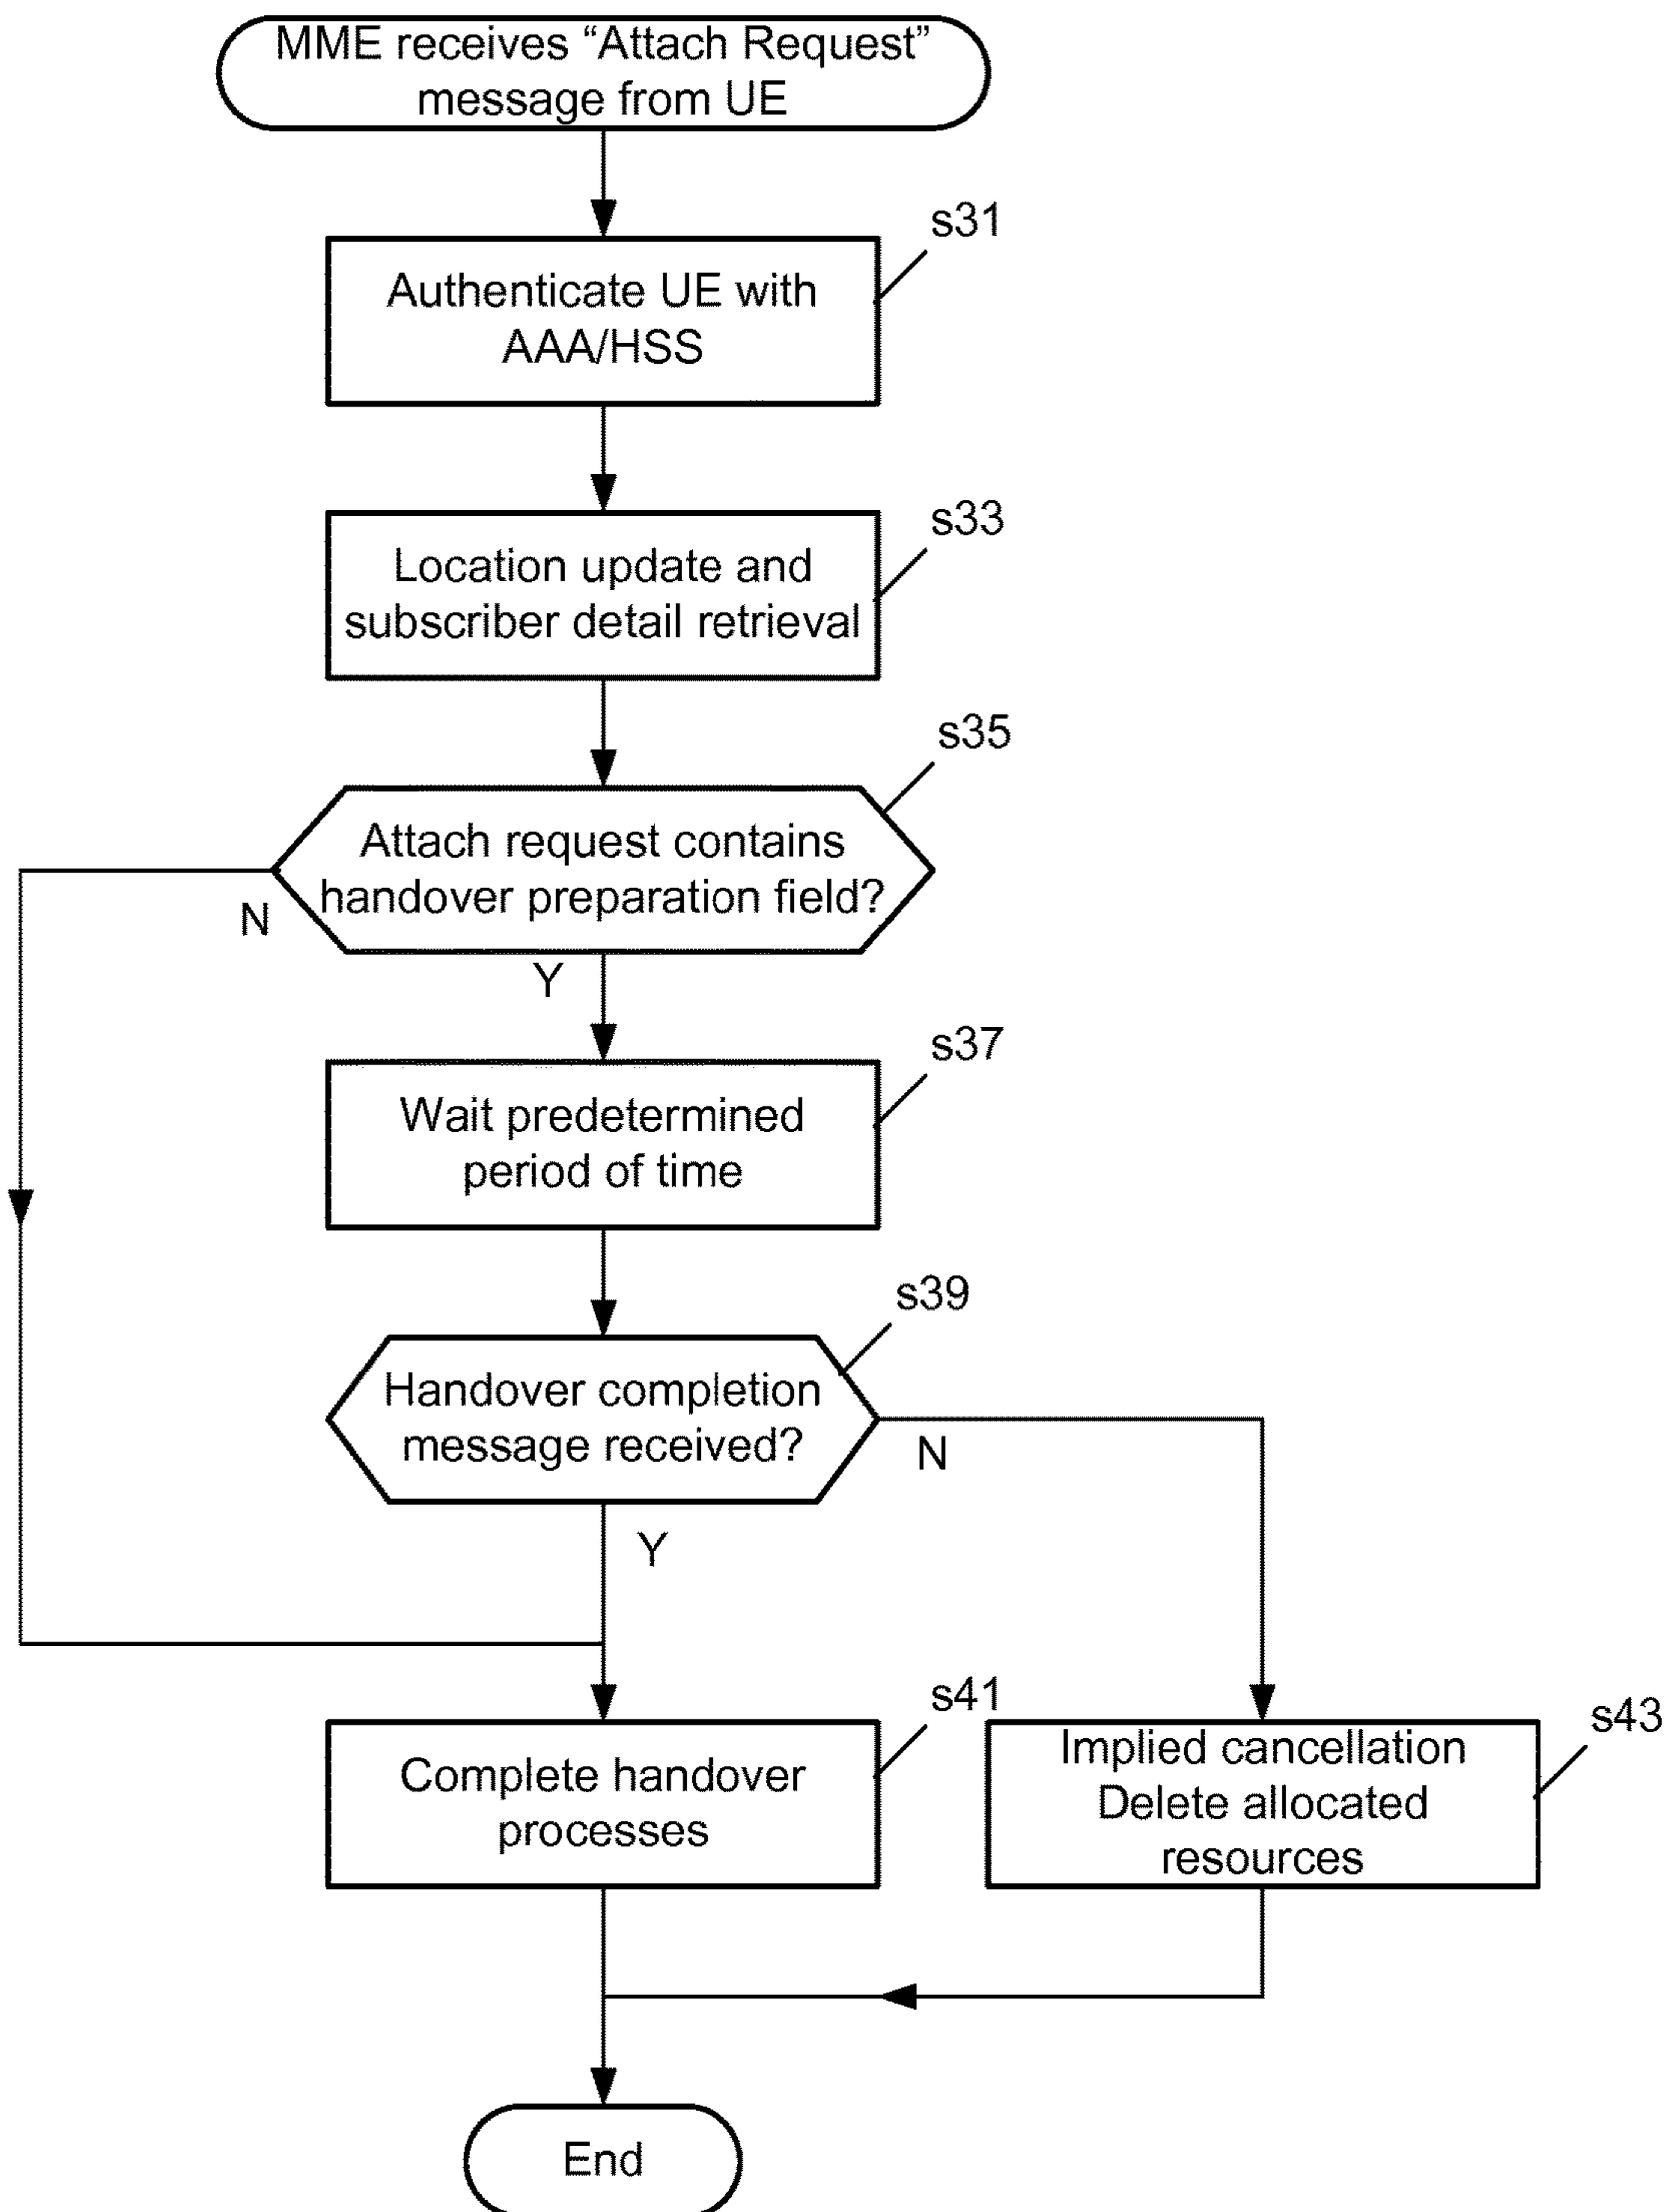 MME receives “Attach Request”
message from UE
s31
Authenticate UE with
AAA/HSS
s33
Location update and
subscriber detail retrieval
s35
Attach request contains
handover preparation field?
N
Y
s37
Wait predetermined
period of time
s39
Handover completion
message received?
N
Y
s41
Complete handover
processes
s43
Implied cancellation
Delete allocated
resources
End